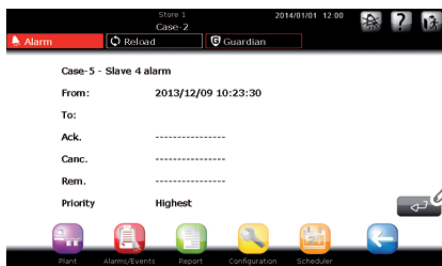 Store 1
2014/01/01 12:00
Case-2
Alarm
Reload
Guardian
Case-5 - Slave 4 alarm
From: 2013/12/09 10:23:30
To:
Ack. ----------------
Canc. ----------------
Rem. ----------------
Priority Highest
Plant Alarms/Events Report Configuration Scheduler